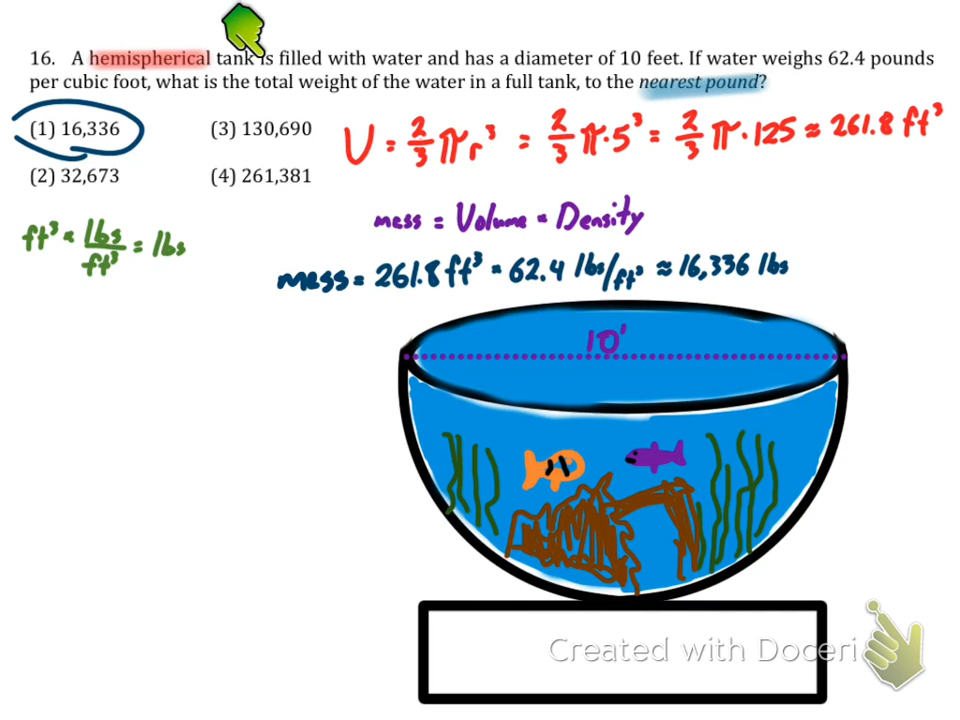 16. A hemispherical tank is filled with water and has a diameter of 10 feet. If water weighs 62.4 pounds
per cubic foot, what is the total weight of the water in a full tank, to the nearest pound?
(1) 16,336 (3) 130,690
(2) 32,673 (4) 261,381
V = 2/3 πr³ = 2/3 π·5³ = 2/3 π·125 ≈ 261.8 ft³
mass = Volume × Density
ft³ × lbs/ft³ = lbs
mass = 261.8 ft³ × 62.4 lbs/ft³ ≈ 16,336 lbs
10'
Created with Doceri